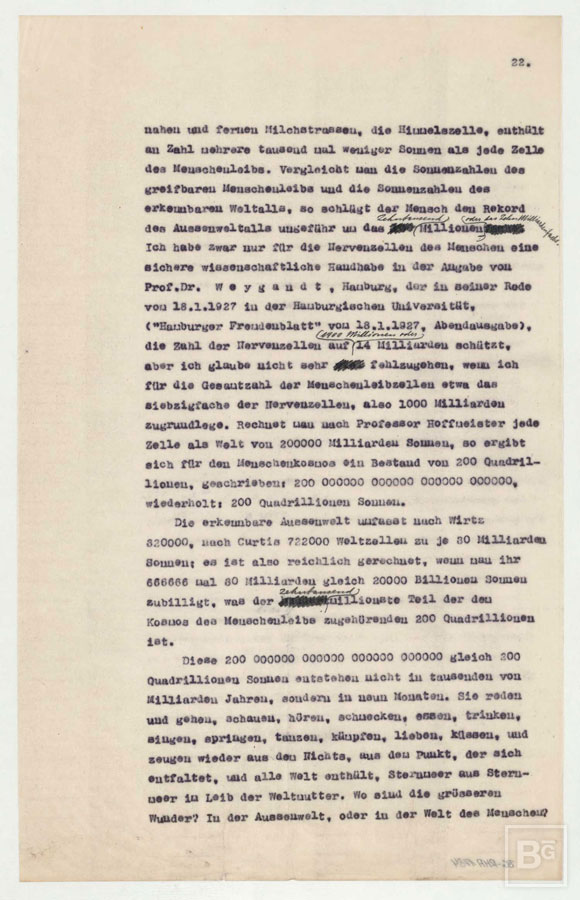 22.
nahen und fernen Milchstrassen, die Himmelszelle, enthält
an Zahl mehrere tausend mal weniger Sonnen als jede Zelle
des Menschenleibs. Vergleicht man die Sonnenzahlen des
greifbaren Menschenleibs und die Sonnenzahlen des
erkennbaren Weltalls, so schlägt der Mensch den Rekord
zehntausend (oder das Zehn Milliardenfache.
des Aussenweltalls ungefähr um das Millionen
Ich habe zwar nur für die Nervenzellen des Menschen eine
sichere wissenschaftliche Handhabe in der Angabe von
Prof.Dr. W e y g a n d t , Hamburg, der in seiner Rede
vom 18.1.1927 in der Hamburgischen Universität,
("Hamburger Fremdenblatt" vom 18.1.1927, Abendausgabe),
(1400 Millionen oder)
die Zahl der Nervenzellen auf 14 Milliarden schätzt,
aber ich glaube nicht sehr fehlzugehen, wenn ich
für die Gesamtzahl der Menschenleibzellen etwa das
siebzigfache der Nervenzellen, also 1000 Milliarden
zugrundlege. Rechnet man nach Professor Hoffmeister jede
Zelle als Welt von 200000 Milliarden Sonnen, so ergibt
sich für den Menschenkosmos ein Bestand von 200 Quadril-
lionen, geschrieben: 200 000000 000000 000000 000000,
wiederholt: 200 Quadrillionen Sonnen.
Die erkennbare Aussenwelt umfasst nach Wirtz
320000, nach Curtis 722000 Weltzellen zu je 30 Milliarden
Sonnen; es ist also reichlich gerechnet, wenn man ihr
666666 mal 30 Milliarden gleich 20000 Billionen Sonnen
zehntausend
zubilligt, was der millionste Teil der dem
Kosmos des Menschenleibs zugehörenden 200 Quadrillionen
ist.
Diese 200 000000 000000 000000 000000 gleich 200
Quadrillionen Sonnen entstehen nicht in tausenden von
Milliarden Jahren, sondern in neun Monaten. Sie reden
und gehen, schauen, hören, schmecken, essen, trinken,
singen, springen, tanzen, kämpfen, lieben, küssen, und
zeugen wieder aus dem Nichts, aus dem Punkt, der sich
entfaltet, und alle Welt enthält, Sternmeer aus Stern-
meer im Leib der Weltmutter. Wo sind die grösseren
Wunder? In der Aussenwelt, oder in der Welt des Menschen?
BG